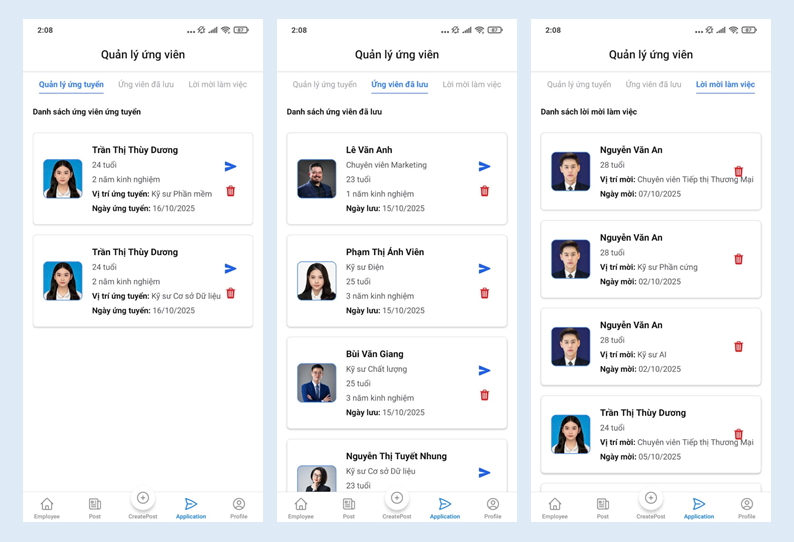 2:08
87
Quản lý ứng viên
Quản lý ứng tuyển
Ứng viên đã lưu
Lời mời làm việc
Danh sách ứng viên ứng tuyển
Trần Thị Thùy Dương
24 tuổi
2 năm kinh nghiệm
Vị trí ứng tuyển: Kỹ sư Phần mềm
Ngày ứng tuyển: 16/10/2025
Trần Thị Thùy Dương
24 tuổi
2 năm kinh nghiệm
Vị trí ứng tuyển: Kỹ sư Cơ sở Dữ liệu
Ngày ứng tuyển: 16/10/2025
Employee
Post
CreatePost
Application
Profile
2:08
87
Quản lý ứng viên
Quản lý ứng tuyển
Ứng viên đã lưu
Lời mời làm việc
Danh sách ứng viên đã lưu
Lê Văn Anh
Chuyên viên Marketing
23 tuổi
1 năm kinh nghiệm
Ngày lưu: 15/10/2025
Phạm Thị Ánh Viên
Kỹ sư Điện
25 tuổi
3 năm kinh nghiệm
Ngày lưu: 15/10/2025
Bùi Văn Giang
Kỹ sư Chất lượng
25 tuổi
3 năm kinh nghiệm
Ngày lưu: 15/10/2025
Nguyễn Thị Tuyết Nhung
Kỹ sư Cơ sở Dữ liệu
23 tuổi
Employee
Post
CreatePost
Application
Profile
2:08
87
Quản lý ứng viên
Quản lý ứng tuyển
Ứng viên đã lưu
Lời mời làm việc
Danh sách lời mời làm việc
Nguyễn Văn An
28 tuổi
Vị trí mời: Chuyên viên Tiếp thị Thương Mại
Ngày mời: 07/10/2025
Nguyễn Văn An
28 tuổi
Vị trí mời: Kỹ sư Phần cứng
Ngày mời: 02/10/2025
Nguyễn Văn An
28 tuổi
Vị trí mời: Kỹ sư AI
Ngày mời: 02/10/2025
Trần Thị Thùy Dương
24 tuổi
Vị trí mời: Chuyên viên Tiếp thị Thương Mại
Ngày mời: 05/10/2025
Employee
Post
CreatePost
Application
Profile